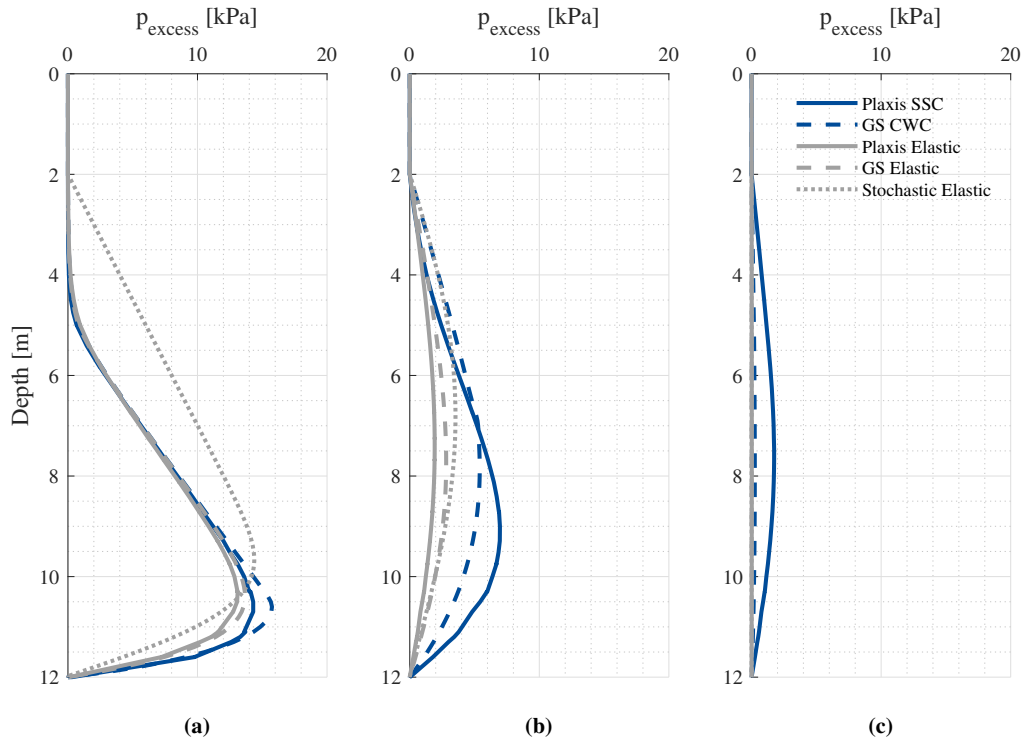 p_excess [kPa]
p_excess [kPa]
p_excess [kPa]
0 10 20
0 10 20
0 10 20
0
2
4
6
8
10
12
Depth [m]
0
2
4
6
8
10
12
0
2
4
6
8
10
12
Plaxis SSC
GS CWC
Plaxis Elastic
GS Elastic
Stochastic Elastic
(a)
(b)
(c)